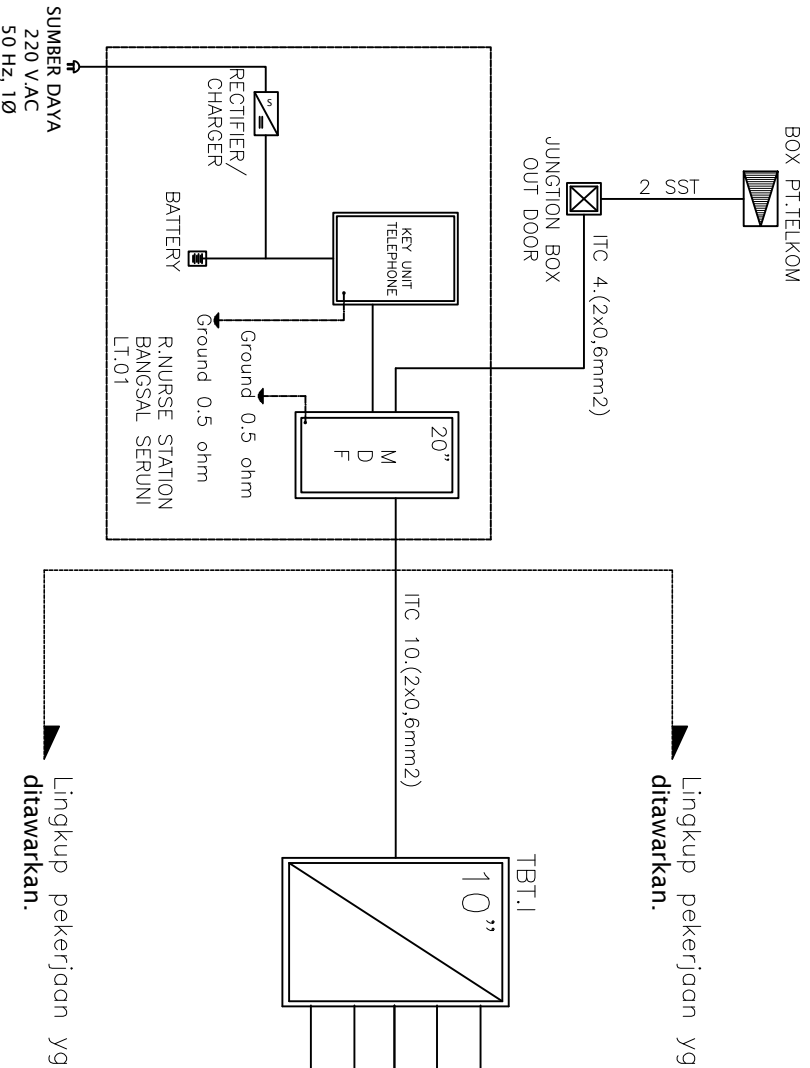 BOX PT.TELKOM
2 SST
JUNGTION BOX
OUT DOOR
ITC 4.(2x0,6mm2)
SUMBER DAYA
220 V.AC
50 Hz, 1Ø
RECTIFIER/
CHARGER
S
BATTERY
KEY UNIT
TELEPHONE
Ground 0.5 ohm
Ground 0.5 ohm
R.NURSE STATION
BANGSAL SERUNI
LT.01
20"
M
D
F
ITC 10.(2x0,6mm2)
Lingkup pekerjaan yg
ditawarkan.
TBT.I
10"
Lingkup pekerjaan yg
ditawarkan.